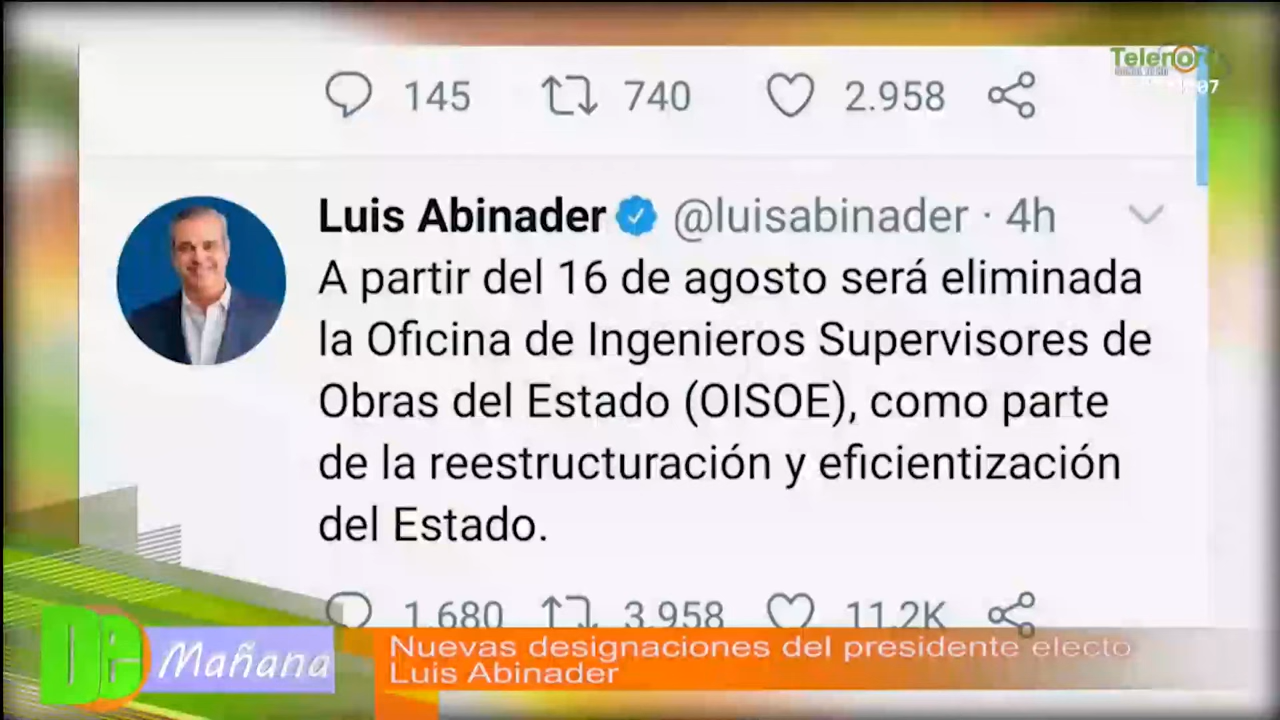 145 740 2.958
Luis Abinader @luisabinader · 4h
A partir del 16 de agosto será eliminada
la Oficina de Ingenieros Supervisores de
Obras del Estado (OISOE), como parte
de la reestructuración y eficientización
del Estado.
1.680 3.958 11,2K
De Mañana
Nuevas designaciones del presidente electo
Luis Abinader